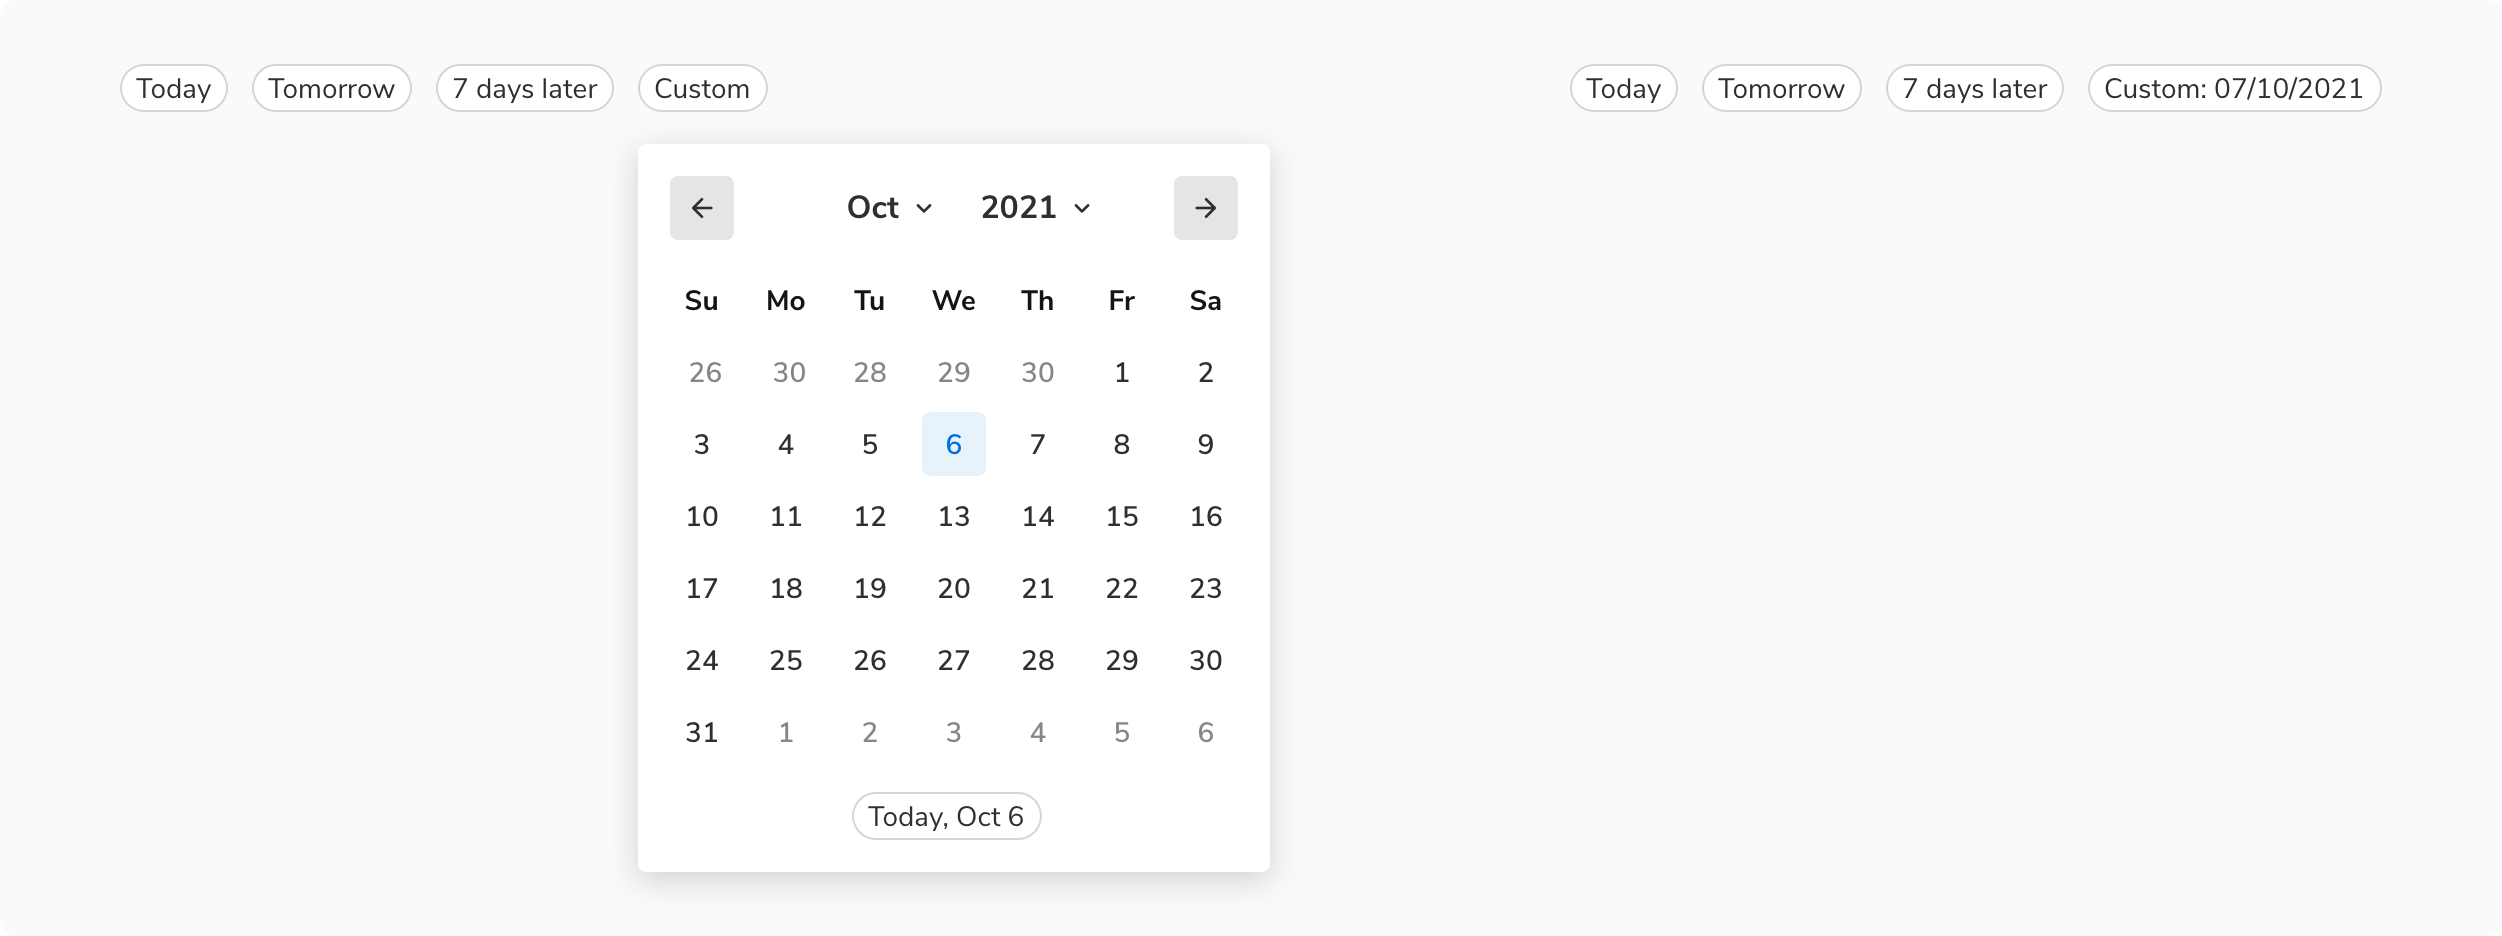 Today Tomorrow 7 days later Custom
Today Tomorrow 7 days later Custom: 07/10/2021
Oct 2021
Su Mo Tu We Th Fr Sa
26 30 28 29 30 1 2
3 4 5 6 7 8 9
10 11 12 13 14 15 16
17 18 19 20 21 22 23
24 25 26 27 28 29 30
31 1 2 3 4 5 6
Today, Oct 6